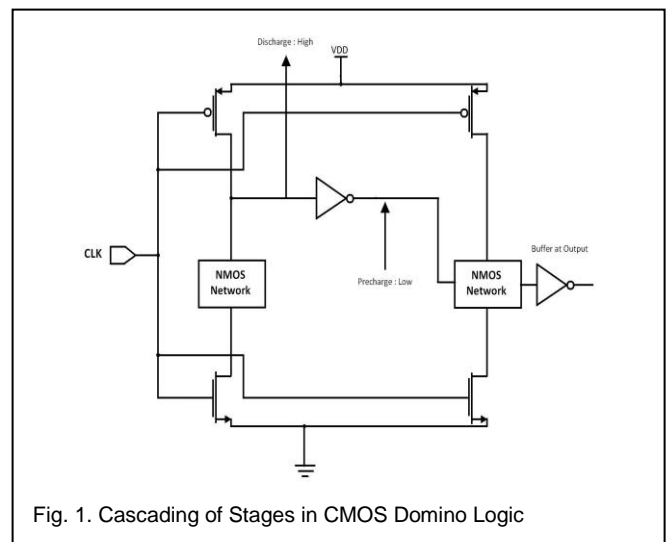 Discharge : High
VDD
CLK
NMOS
Network
Precharge : Low
Buffer at Output
NMOS
Network
Fig. 1. Cascading of Stages in CMOS Domino Logic